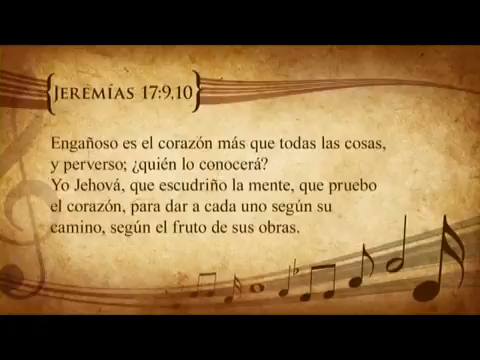 {JEREMÍAS 17:9,10}
Engañoso es el corazón más que todas las cosas,
y perverso; ¿quién lo conocerá?
Yo Jehová, que escudriño la mente, que pruebo
el corazón, para dar a cada uno según su
camino, según el fruto de sus obras.